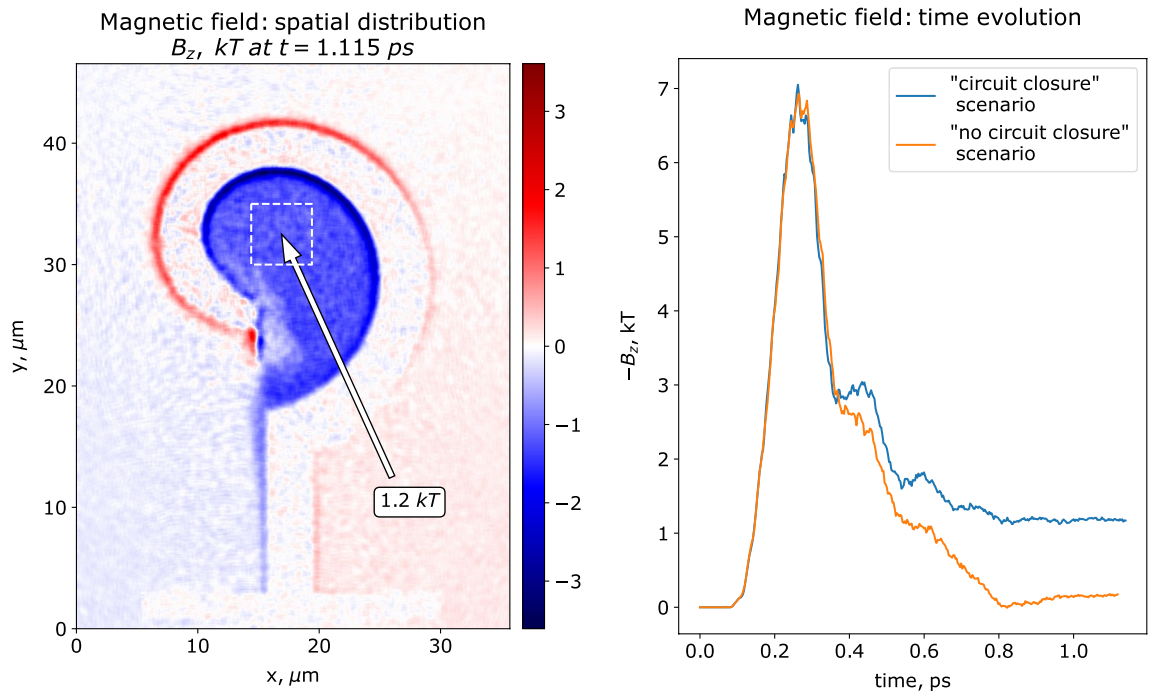 Magnetic field: spatial distribution
B_z, kT at t = 1.115 ps
40
30
20
10
0
y, μm
0
10
20
30
x, μm
1.2 kT
3
2
1
0
−1
−2
−3
Magnetic field: time evolution
"circuit closure"
scenario
"no circuit closure"
scenario
7
6
5
4
3
2
1
0
−B_z, kT
0.0
0.2
0.4
0.6
0.8
1.0
time, ps